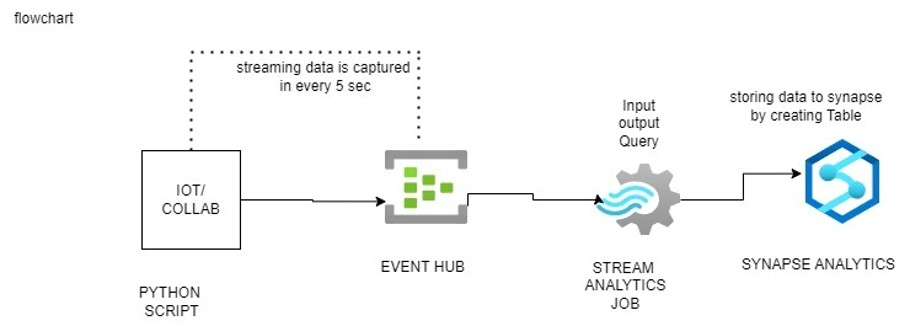 flowchart
streaming data is captured
in every 5 sec
Input
output
Query
storing data to synapse
by creating Table
IOT/
COLLAB
EVENT HUB
STREAM
ANALYTICS
JOB
SYNAPSE ANALYTICS
PYTHON
SCRIPT